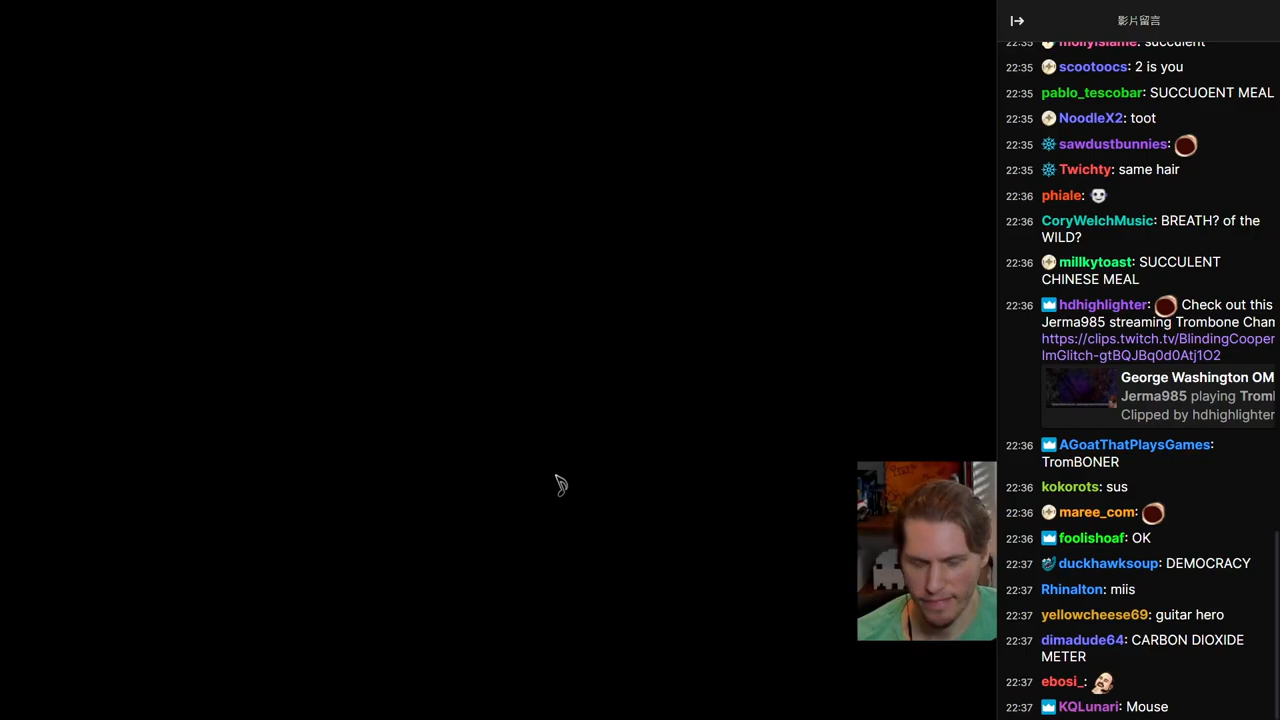 影片留言
22:35 mollyisfame: succulent
22:35 scootoocs: 2 is you
22:35 pablo_tescobar: SUCCUOENT MEAL
22:35 NoodleX2: toot
22:35 sawdustbunnies:
22:35 Twichty: same hair
22:36 phiale:
22:36 CoryWelchMusic: BREATH? of the
WILD?
22:36 millkytoast: SUCCULENT
CHINESE MEAL
22:36 hdhighlighter: Check out this
Jerma985 streaming Trombone Cham
https://clips.twitch.tv/BlindingCooper
ImGlitch-gtBQJBq0d0Atj1O2
George Washington OM
Jerma985 playing Trom
Clipped by hdhighlighter
22:36 AGoatThatPlaysGames:
TromBONER
22:36 kokorots: sus
22:36 maree_com:
22:36 foolishoaf: OK
22:37 duckhawksoup: DEMOCRACY
22:37 Rhinalton: miis
22:37 yellowcheese69: guitar hero
22:37 dimadude64: CARBON DIOXIDE
METER
22:37 ebosi_:
22:37 KQLunari: Mouse